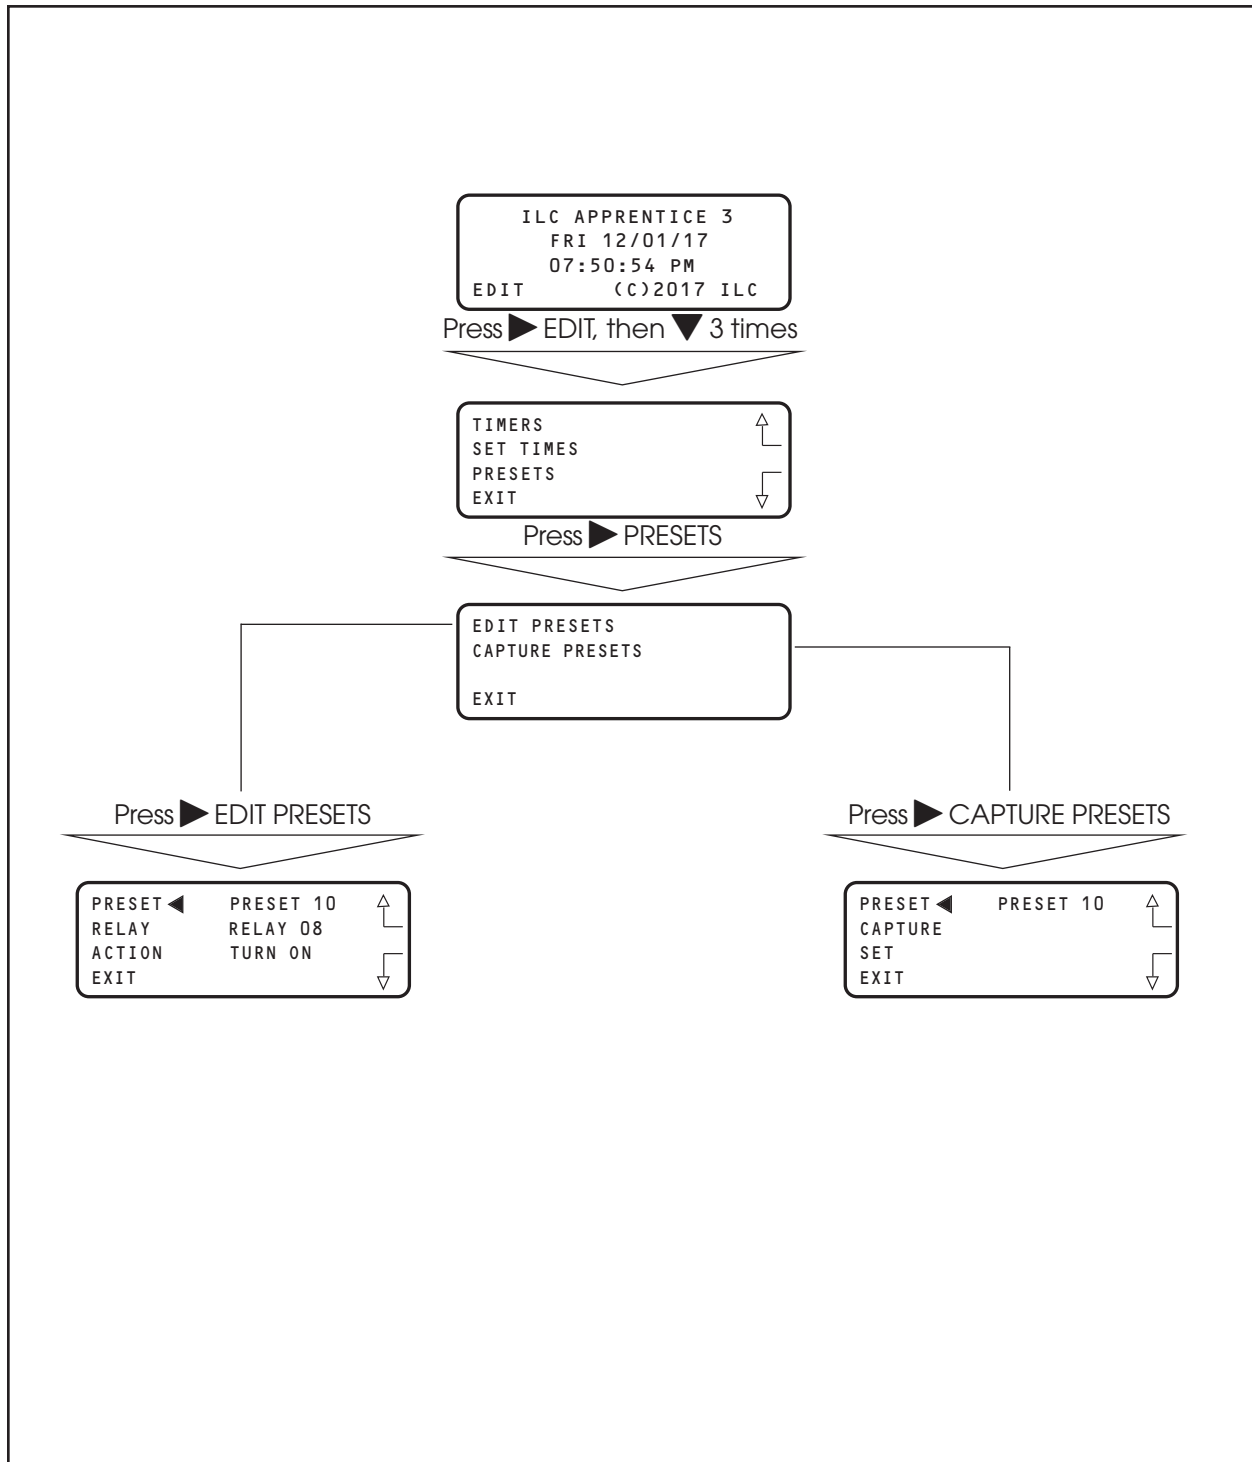 ILC APPRENTICE 3
FRI 12/01/17
07:50:54 PM
EDIT (C)2017 ILC
Press ▶ EDIT, then ▼ 3 times
TIMERS
SET TIMES
PRESETS
EXIT
Press ▶ PRESETS
EDIT PRESETS
CAPTURE PRESETS
EXIT
Press ▶ EDIT PRESETS
PRESET ◀ PRESET 10
RELAY RELAY 08
ACTION TURN ON
EXIT
Press ▶ CAPTURE PRESETS
PRESET ◀ PRESET 10
CAPTURE
SET
EXIT